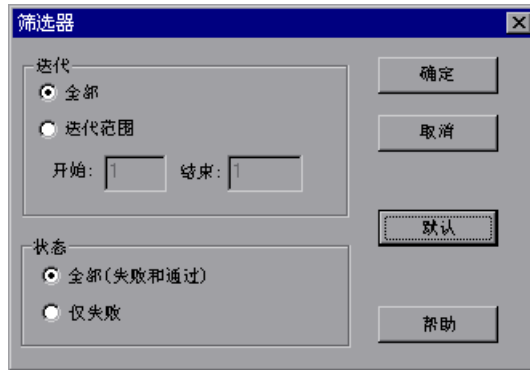 筛选器
迭代
全部
迭代范围
开始: 1 结束: 1
状态
全部(失败和通过)
仅失败
确定
取消
默认
帮助